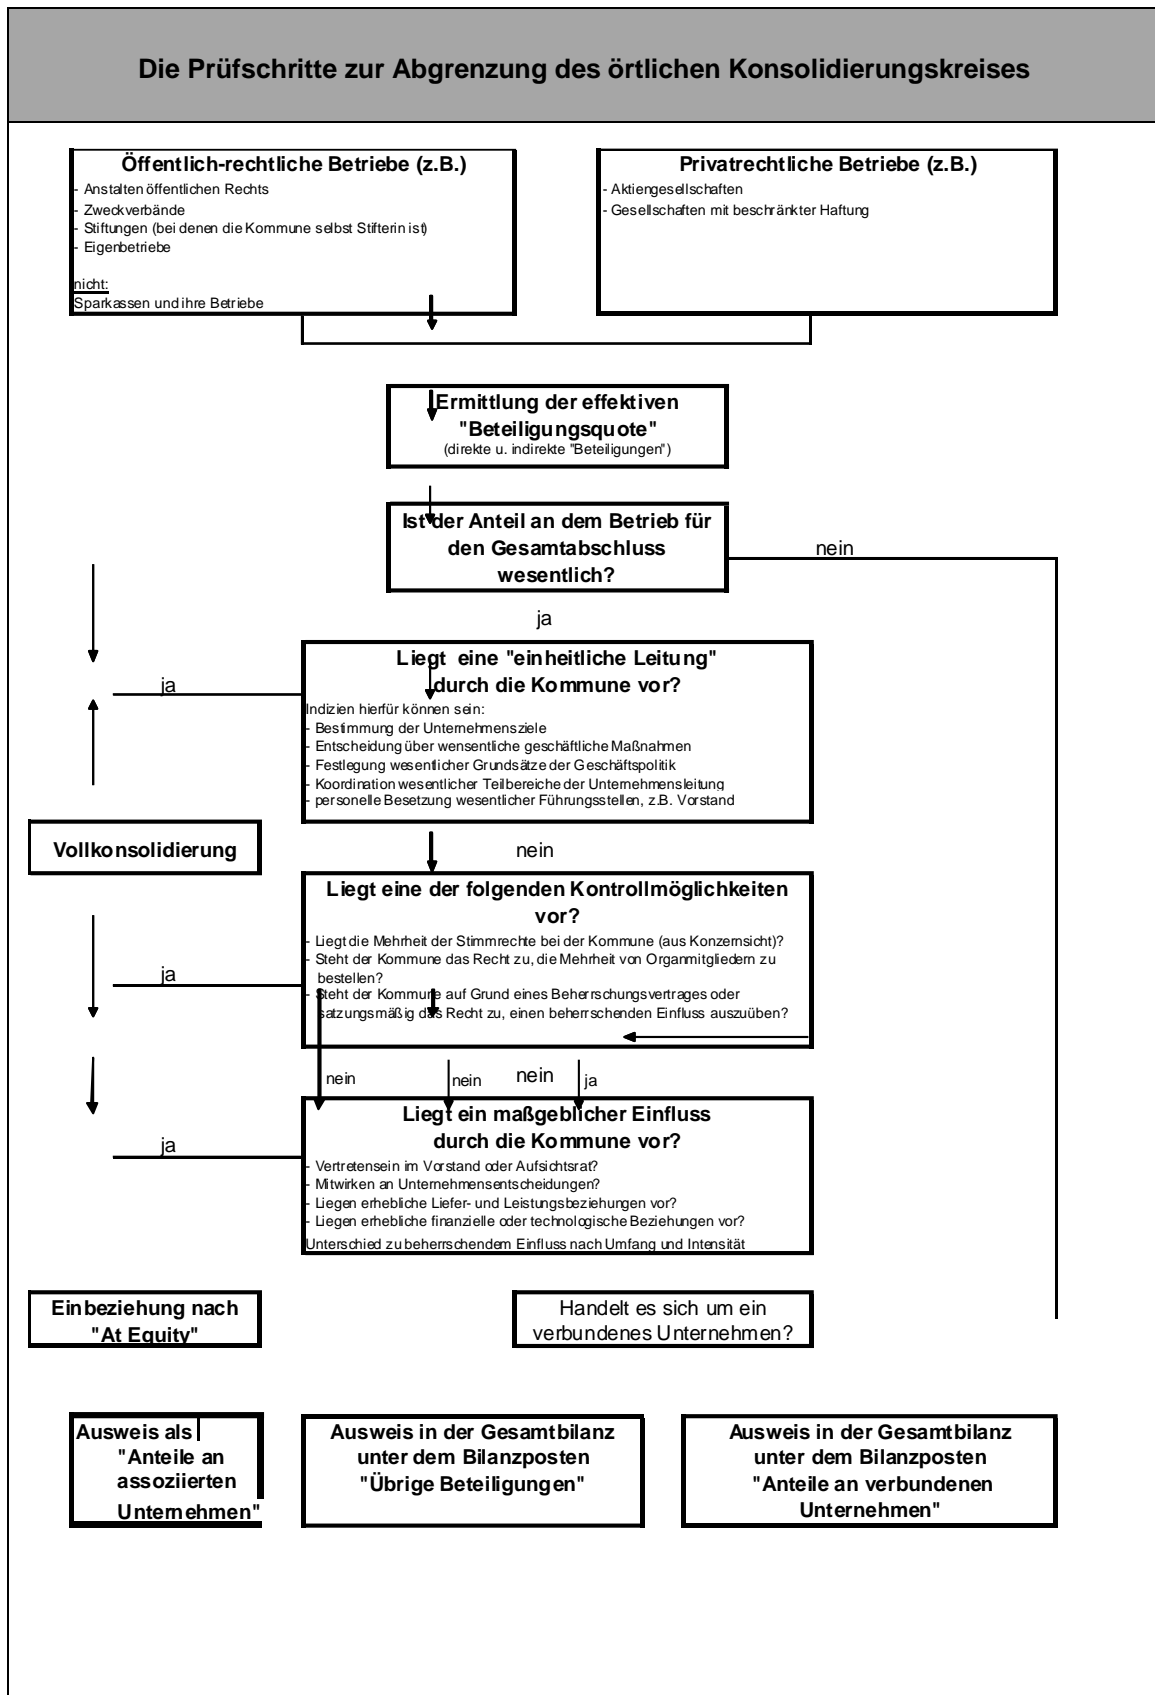 Die Prüfschritte zur Abgrenzung des örtlichen Konsolidierungskreises
Öffentlich-rechtliche Betriebe (z.B.)
- Anstalten öffentlichen Rechts
- Zweckverbände
- Stiftungen (bei denen die Kommune selbst Stifterin ist)
- Eigenbetriebe
nicht:
Sparkassen und ihre Betriebe
Privatrechtliche Betriebe (z.B.)
- Aktiengesellschaften
- Gesellschaften mit beschränkter Haftung
Ermittlung der effektiven
"Beteiligungsquote"
(direkte u. indirekte "Beteiligungen")
Ist der Anteil an dem Betrieb für
den Gesamtabschluss
wesentlich?
nein
ja
Liegt eine "einheitliche Leitung"
durch die Kommune vor?
Indizien hierfür können sein:
- Bestimmung der Unternehmensziele
- Entscheidung über wensentliche geschäftliche Maßnahmen
- Festlegung wesentlicher Grundsätze der Geschäftspolitik
- Koordination wesentlicher Teilbereiche der Unternehmensleitung
- personelle Besetzung wesentlicher Führungsstellen, z.B. Vorstand
ja
Vollkonsolidierung
nein
Liegt eine der folgenden Kontrollmöglichkeiten
vor?
- Liegt die Mehrheit der Stimmrechte bei der Kommune (aus Konzernsicht)?
- Steht der Kommune das Recht zu, die Mehrheit von Organmitgliedern zu
bestellen?
- Steht der Kommune auf Grund eines Beherrschungsvertrages oder
satzungsmäßig das Recht zu, einen beherrschenden Einfluss auszuüben?
ja
nein
nein
nein
ja
Liegt ein maßgeblicher Einfluss
durch die Kommune vor?
- Vertretensein im Vorstand oder Aufsichtsrat?
- Mitwirken an Unternehmensentscheidungen?
- Liegen erhebliche Liefer- und Leistungsbeziehungen vor?
- Liegen erhebliche finanzielle oder technologische Beziehungen vor?
Unterschied zu beherrschendem Einfluss nach Umfang und Intensität
ja
Einbeziehung nach
"At Equity"
Handelt es sich um ein
verbundenes Unternehmen?
Ausweis als
"Anteile an
assoziierten
Unternehmen"
Ausweis in der Gesamtbilanz
unter dem Bilanzposten
"Übrige Beteiligungen"
Ausweis in der Gesamtbilanz
unter dem Bilanzposten
"Anteile an verbundenen
Unternehmen"